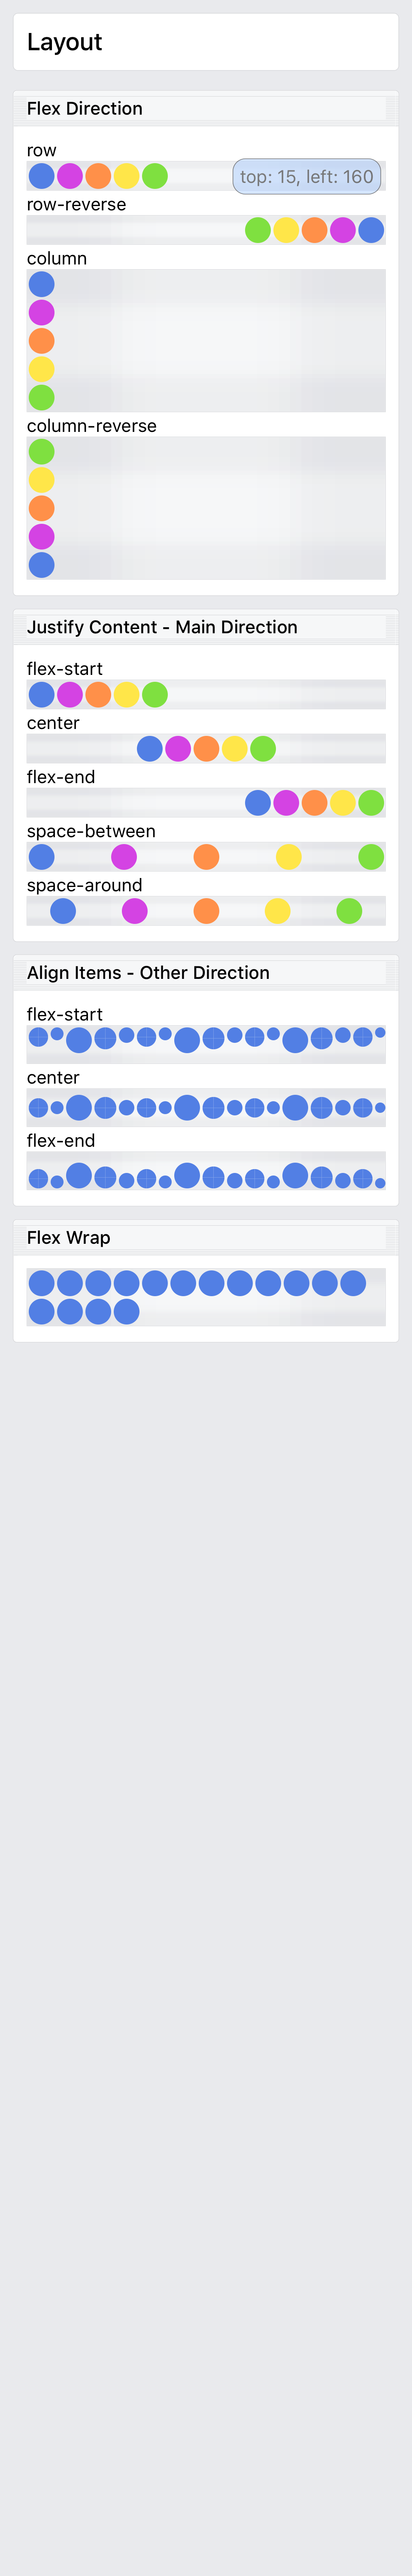 Layout
Flex Direction
row
top: 15, left: 160
row-reverse
column
column-reverse
Justify Content - Main Direction
flex-start
center
flex-end
space-between
space-around
Align Items - Other Direction
flex-start
center
flex-end
Flex Wrap